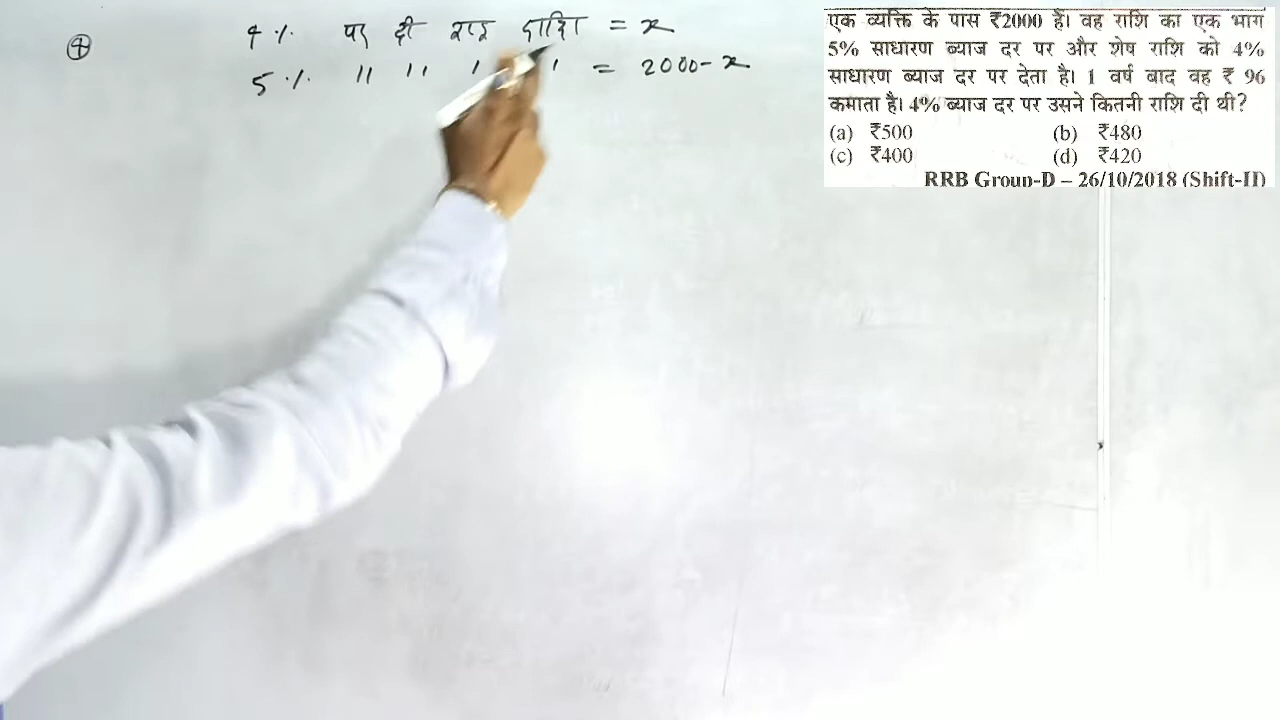 ④ 4% पर दी गई राशि = x
5% " " " " = 2000-x
एक व्यक्ति के पास ₹2000 हैं। वह राशि का एक भाग
5% साधारण ब्याज दर पर और शेष राशि को 4%
साधारण ब्याज दर पर देता है। 1 वर्ष बाद वह ₹ 96
कमाता है। 4% ब्याज दर पर उसने कितनी राशि दी थी?
(a) ₹500 (b) ₹480
(c) ₹400 (d) ₹420
RRB Group-D – 26/10/2018 (Shift-II)